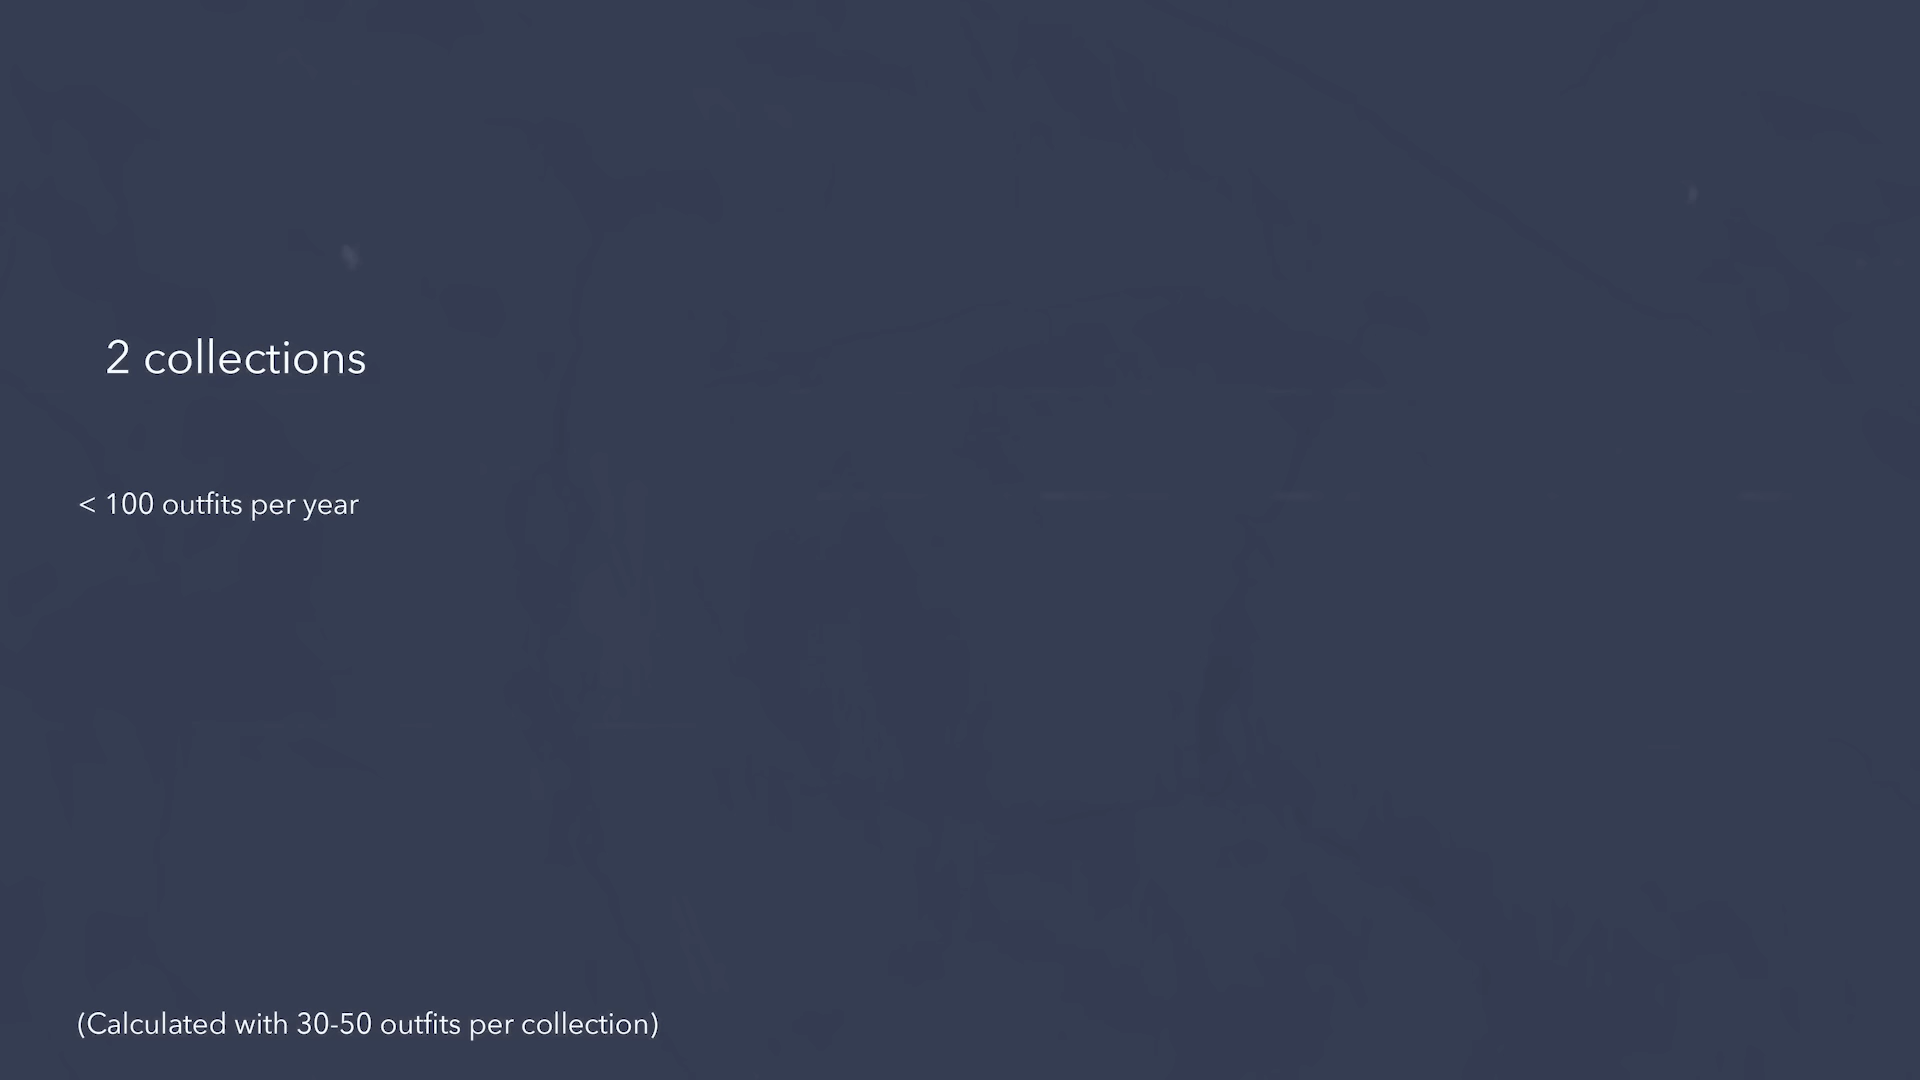 2 collections
< 100 outfits per year
(Calculated with 30-50 outfits per collection)